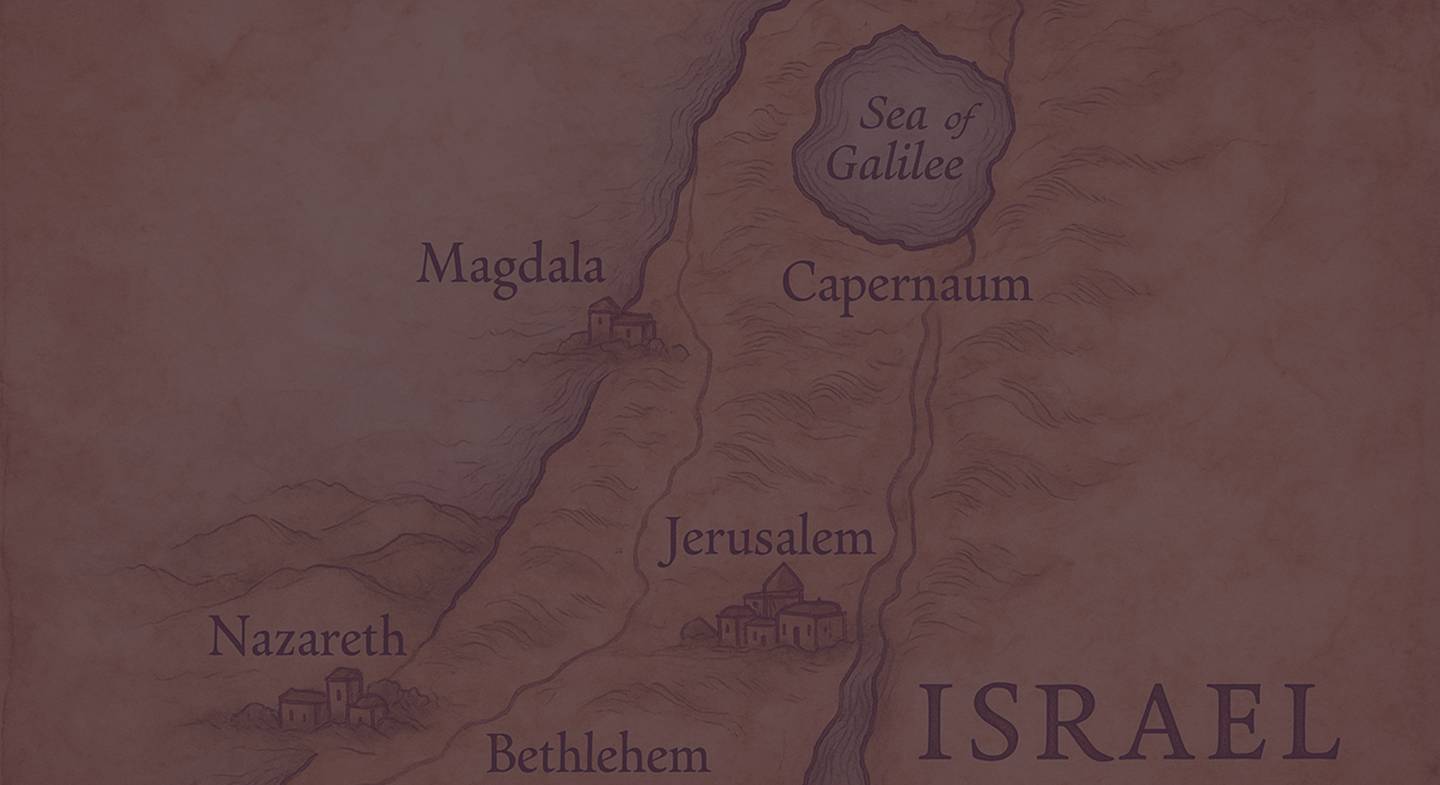 Sea of
Galilee
Magdala
Capernaum
Jerusalem
Nazareth
ISRAEL
Bethlehem